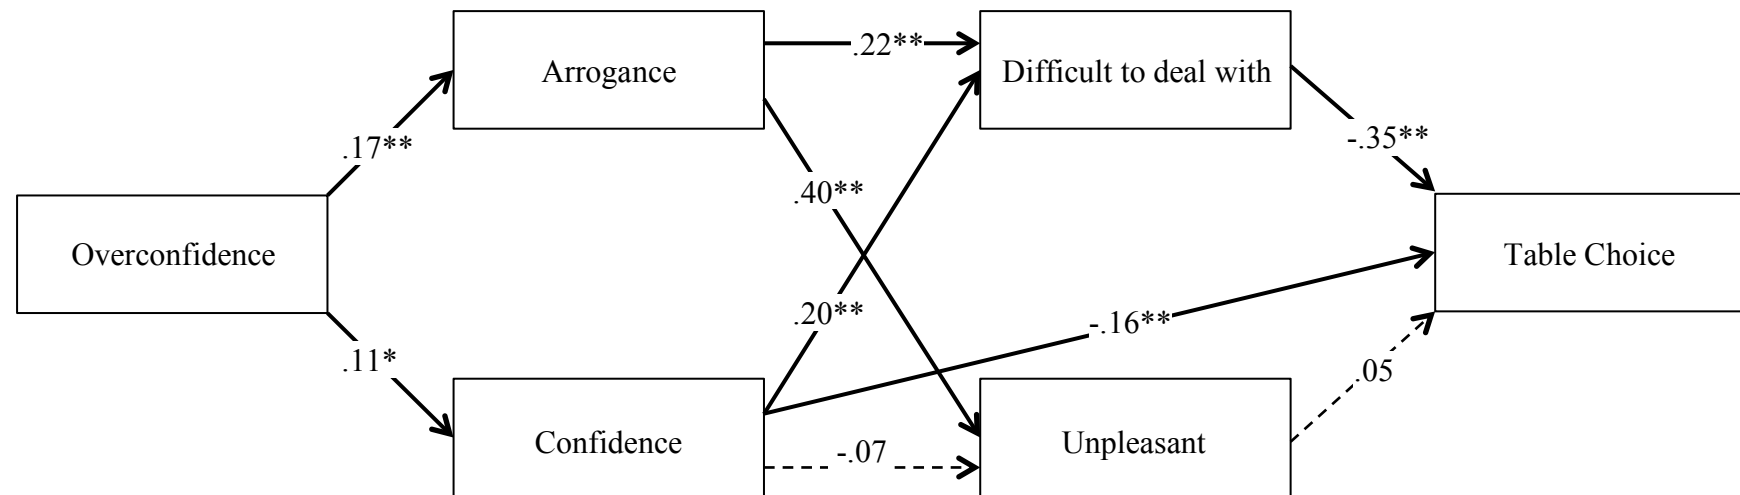 Arrogance
.22**
Difficult to deal with
.17**
-.35**
.40**
Overconfidence
Table Choice
.20**
-.16**
.11*
.05
Confidence
-.07
Unpleasant